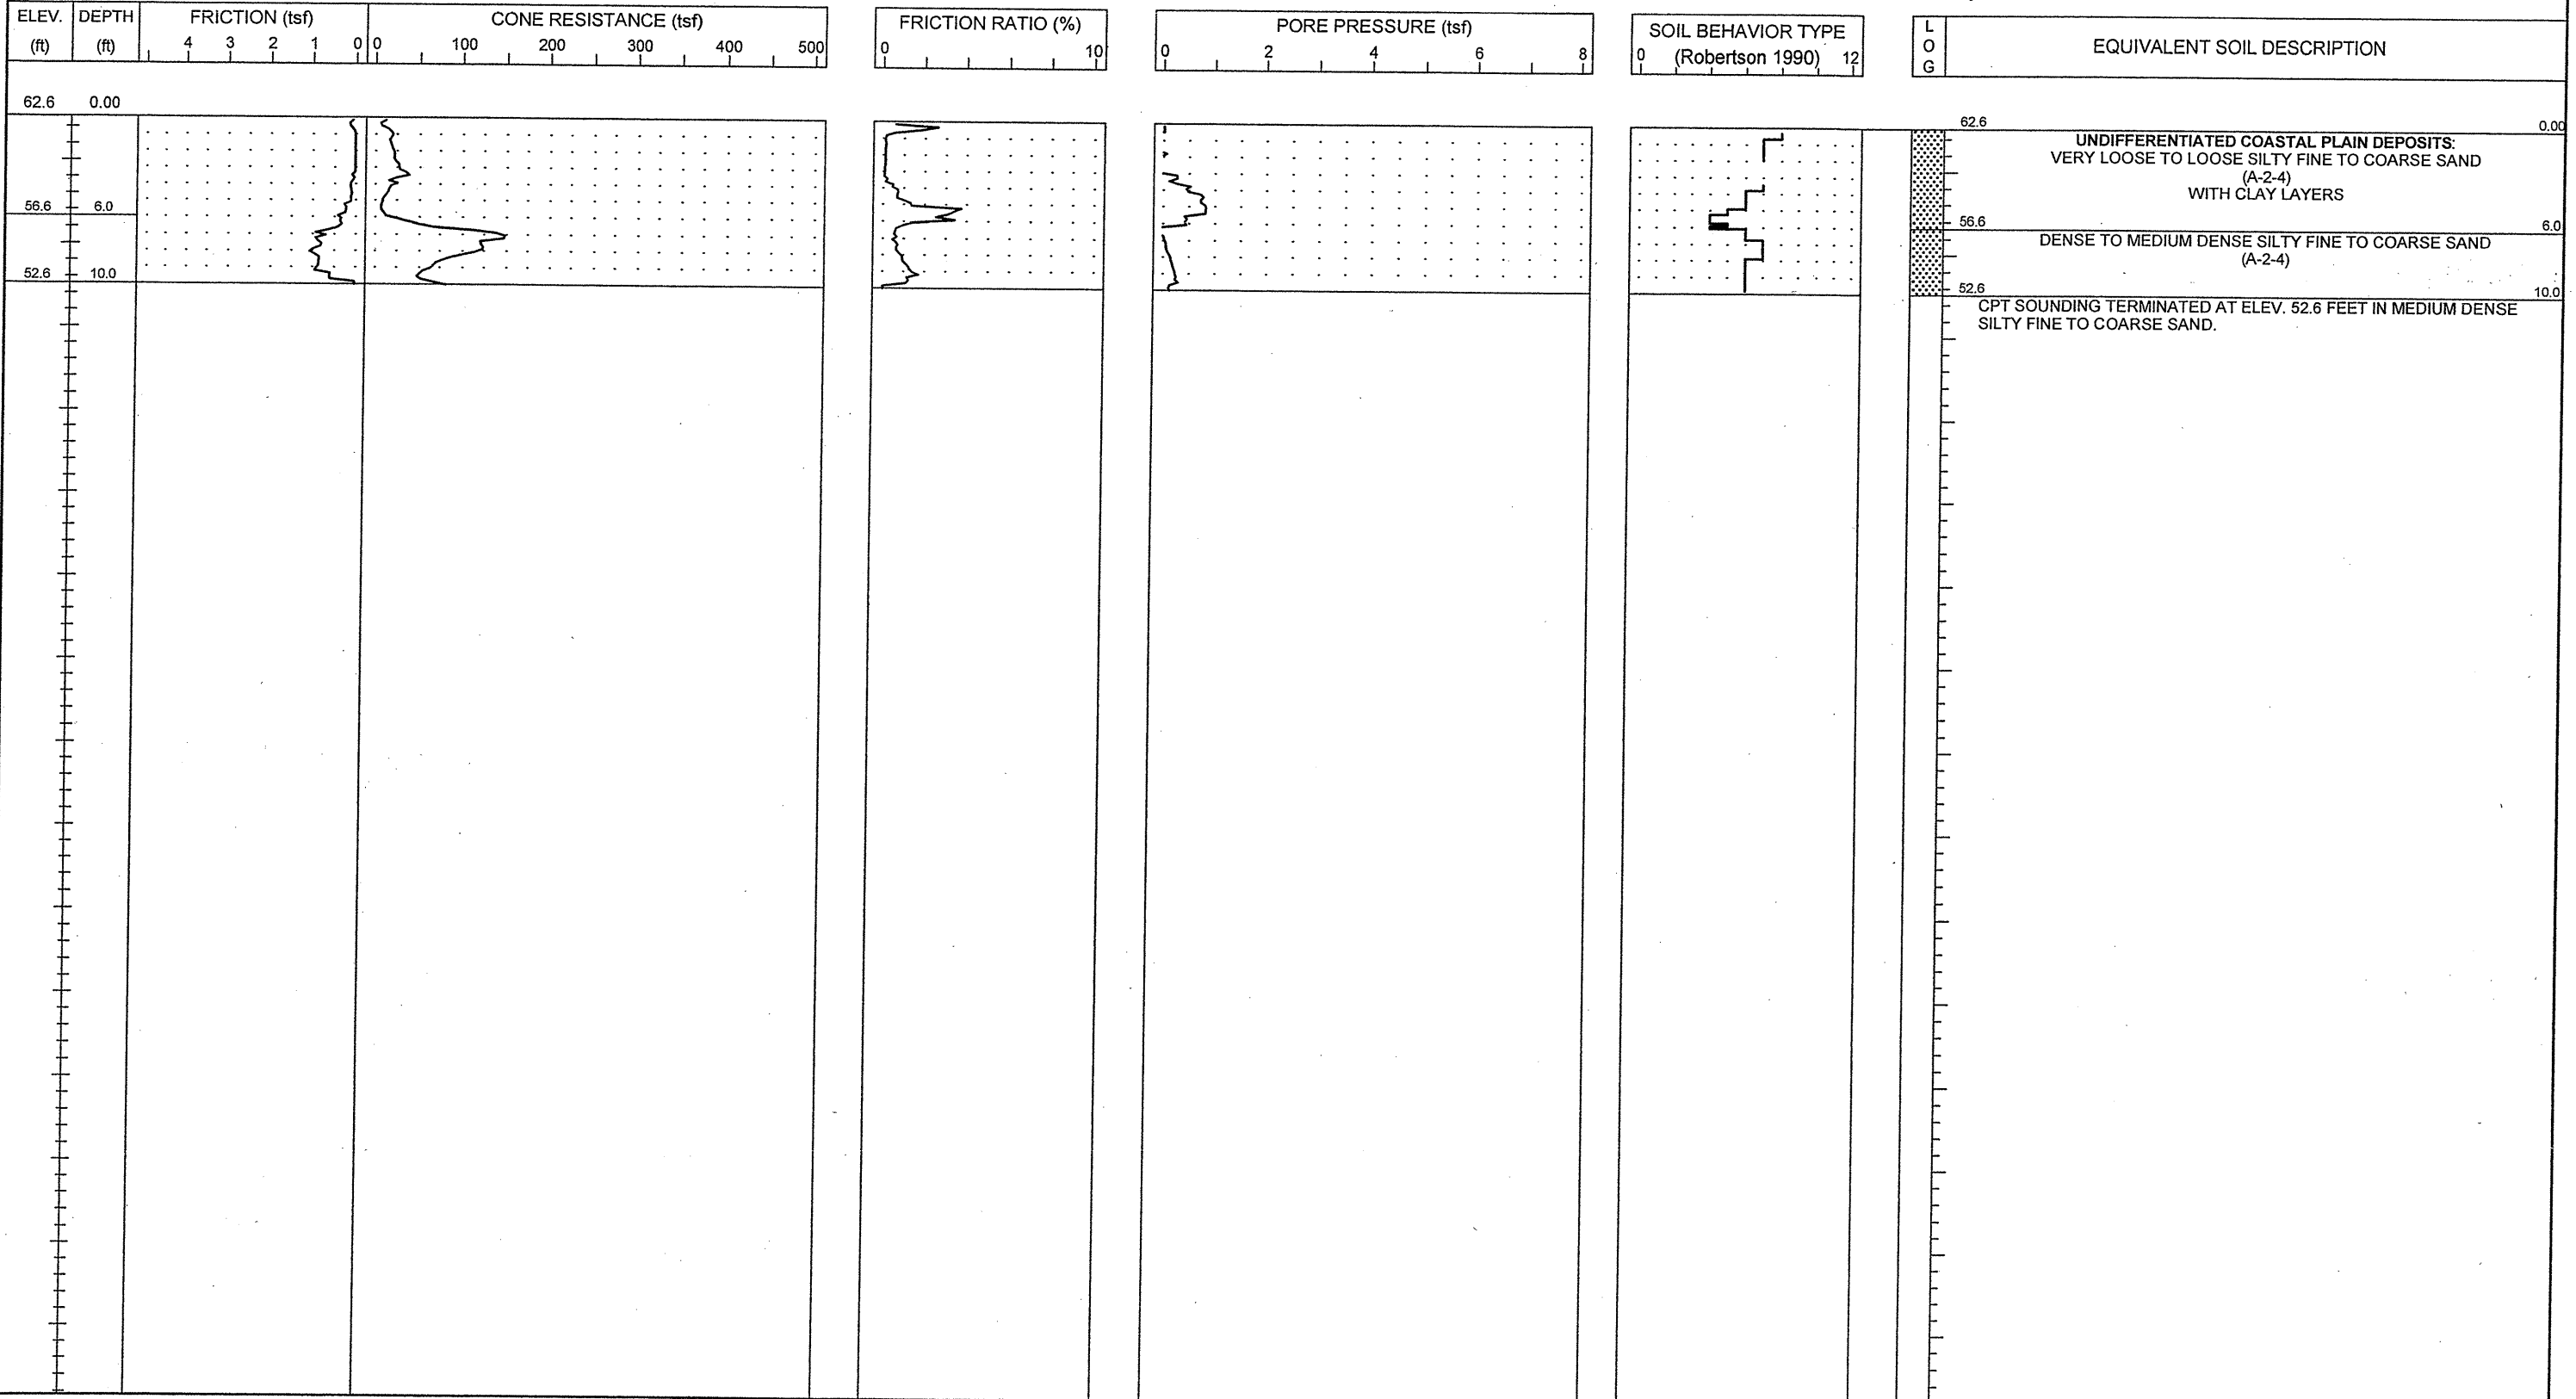 ELEV. DEPTH FRICTION (tsf) CONE RESISTANCE (tsf) FRICTION RATIO (%) PORE PRESSURE (tsf) SOIL BEHAVIOR TYPE L
(ft) (ft) 4 3 2 1 0 0 100 200 300 400 500 0 10 0 2 4 6 8 (Robertson 1990) 0 12 O EQUIVALENT SOIL DESCRIPTION
G
62.6 0.00
62.6 0.00
UNDIFFERENTIATED COASTAL PLAIN DEPOSITS:
VERY LOOSE TO LOOSE SILTY FINE TO COARSE SAND
(A-2-4)
WITH CLAY LAYERS
56.6 6.0
56.6 6.0
DENSE TO MEDIUM DENSE SILTY FINE TO COARSE SAND
(A-2-4)
52.6 10.0
52.6 10.0
CPT SOUNDING TERMINATED AT ELEV. 52.6 FEET IN MEDIUM DENSE
SILTY FINE TO COARSE SAND.